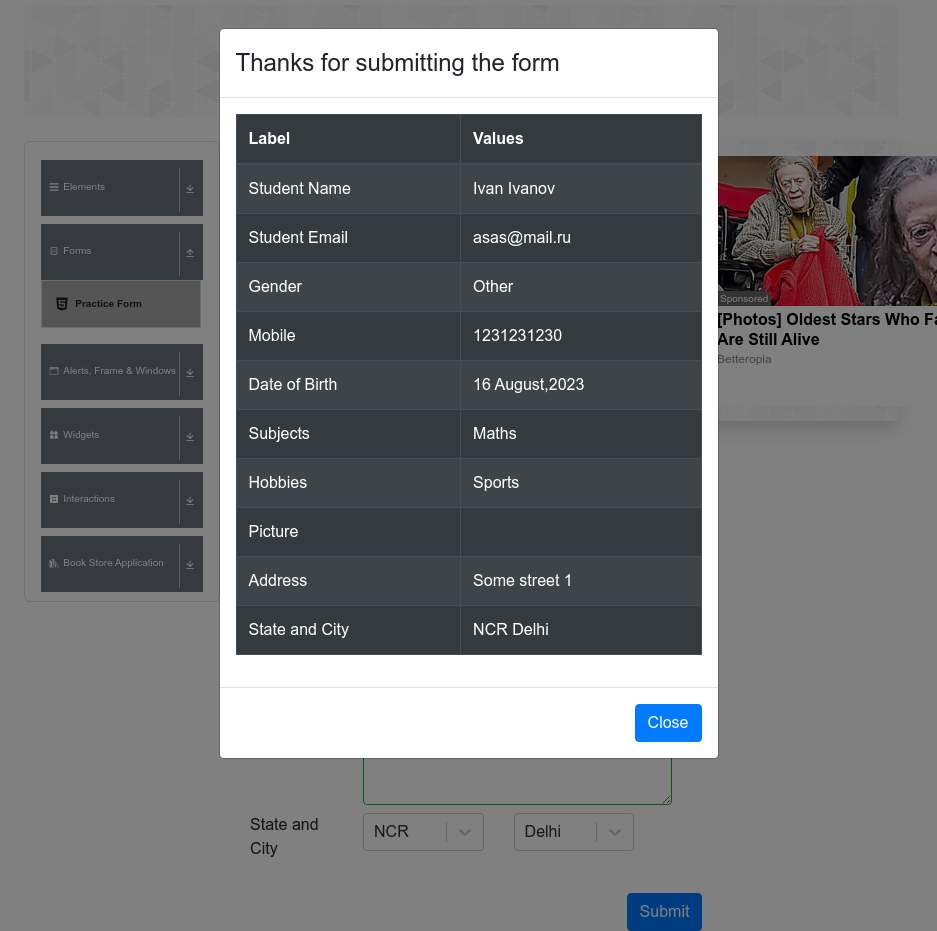 Thanks for submitting the form
Label Values
Student Name Ivan Ivanov
Student Email asas@mail.ru
Gender Other
Mobile 1231231230
Date of Birth 16 August,2023
Subjects Maths
Hobbies Sports
Picture
Address Some street 1
State and City NCR Delhi
Close
Elements
Forms
Practice Form
Alerts, Frame & Windows
Widgets
Interactions
Book Store Application
Sponsored
[Photos] Oldest Stars Who
Are Still Alive
Betteropia
State and
City
NCR
Delhi
Submit